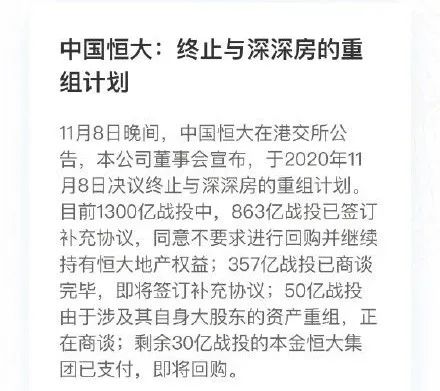 中国恒大：终止与深深房的重
组计划
11月8日晚间，中国恒大在港交所公
告，本公司董事会宣布，于2020年11
月8日决议终止与深深房的重组计划。
目前1300亿战投中，863亿战投已签订
补充协议，同意不要求进行回购并继续
持有恒大地产权益；357亿战投已商谈
完毕，即将签订补充协议；50亿战投
由于涉及其自身大股东的资产重组，正
在商谈；剩余30亿战投的本金恒大集
团已支付，即将回购。